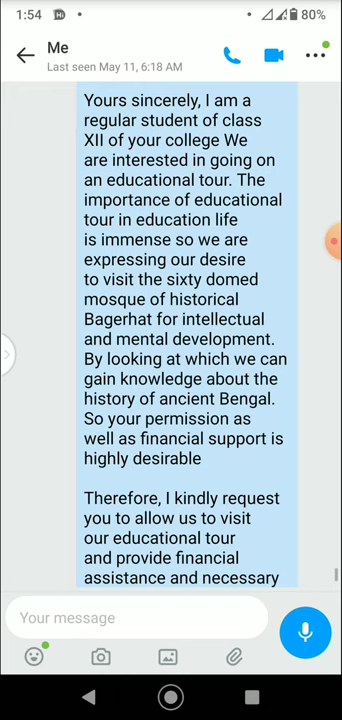 1:54
80%
Me
Last seen May 11, 6:18 AM
Yours sincerely, I am a
regular student of class
XII of your college We
are interested in going on
an educational tour. The
importance of educational
tour in education life
is immense so we are
expressing our desire
to visit the sixty domed
mosque of historical
Bagerhat for intellectual
and mental development.
By looking at which we can
gain knowledge about the
history of ancient Bengal.
So your permission as
well as financial support is
highly desirable
Therefore, I kindly request
you to allow us to visit
our educational tour
and provide financial
assistance and necessary
Your message